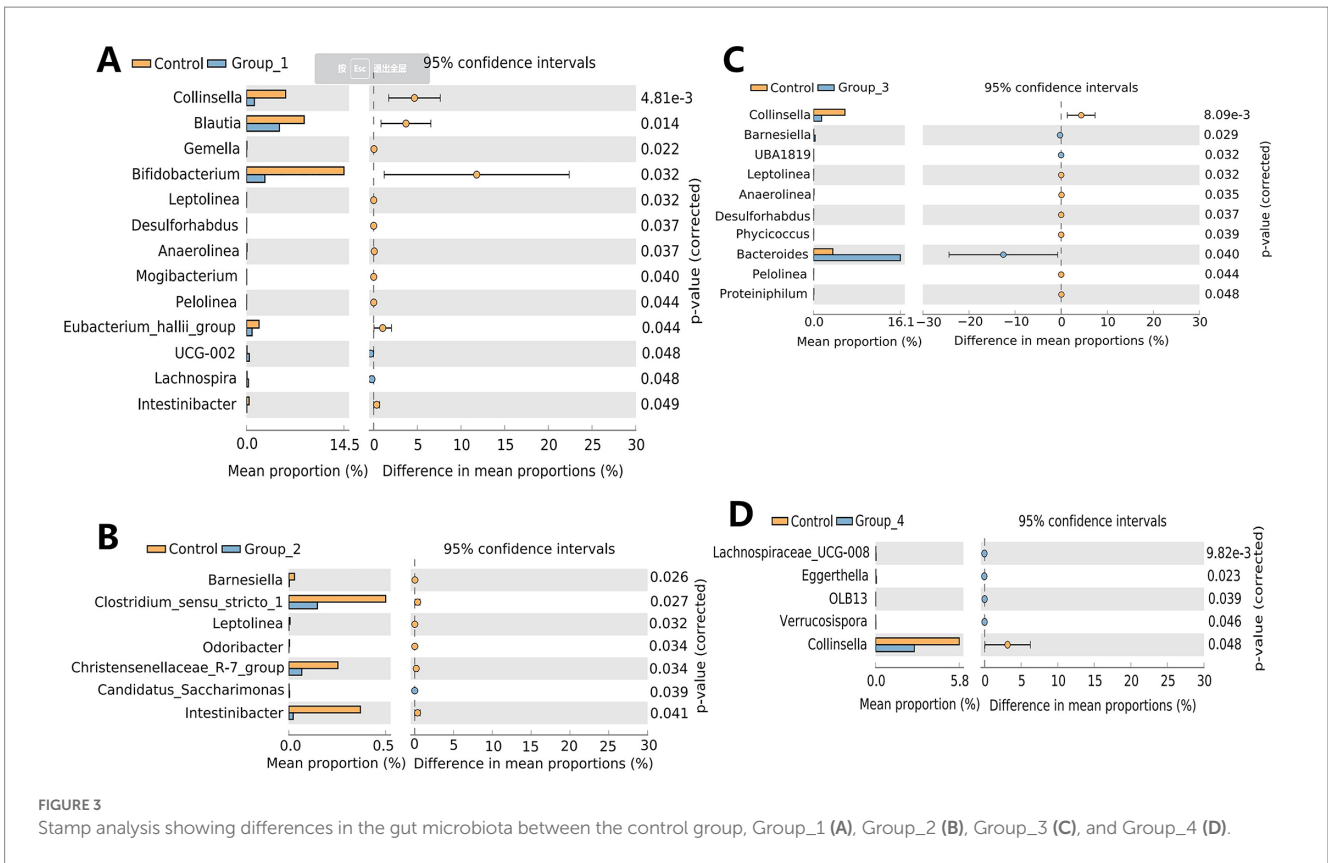 A
Control Group_1
按 Esc 退出全屏
95% confidence intervals
Collinsella 4.81e-3
Blautia 0.014
Gemella 0.022
Bifidobacterium 0.032
Leptolinea 0.032
Desulforhabdus 0.037
Anaerolinea 0.037
Mogibacterium 0.040
Pelolinea 0.044
Eubacterium_hallii_group 0.044
UCG-002 0.048
Lachnospira 0.048
Intestinibacter 0.049
p-value (corrected)
0.0 14.5 0 5 10 15 20 25 30
Mean proportion (%) Difference in mean proportions (%)
B
Control Group_2
95% confidence intervals
Barnesiella 0.026
Clostridium_sensu_stricto_1 0.027
Leptolinea 0.032
Odoribacter 0.034
Christensenellaceae_R-7_group 0.034
Candidatus_Saccharimonas 0.039
Intestinibacter 0.041
p-value (corrected)
0.0 0.5 0 5 10 15 20 25 30
Mean proportion (%) Difference in mean proportions (%)
C
Control Group_3
95% confidence intervals
Collinsella 8.09e-3
Barnesiella 0.029
UBA1819 0.032
Leptolinea 0.032
Anaerolinea 0.035
Desulforhabdus 0.037
Phycicoccus 0.039
Bacteroides 0.040
Pelolinea 0.044
Proteiniphilum 0.048
p-value (corrected)
0.0 16.1 −30 −20 −10 0 10 20 30
Mean proportion (%) Difference in mean proportions (%)
D
Control Group_4
95% confidence intervals
Lachnospiraceae_UCG-008 9.82e-3
Eggerthella 0.023
OLB13 0.039
Verrucosispora 0.046
Collinsella 0.048
p-value (corrected)
0.0 5.8 0 5 10 15 20 25 30
Mean proportion (%) Difference in mean proportions (%)
FIGURE 3
Stamp analysis showing differences in the gut microbiota between the control group, Group_1 (A), Group_2 (B), Group_3 (C), and Group_4 (D).